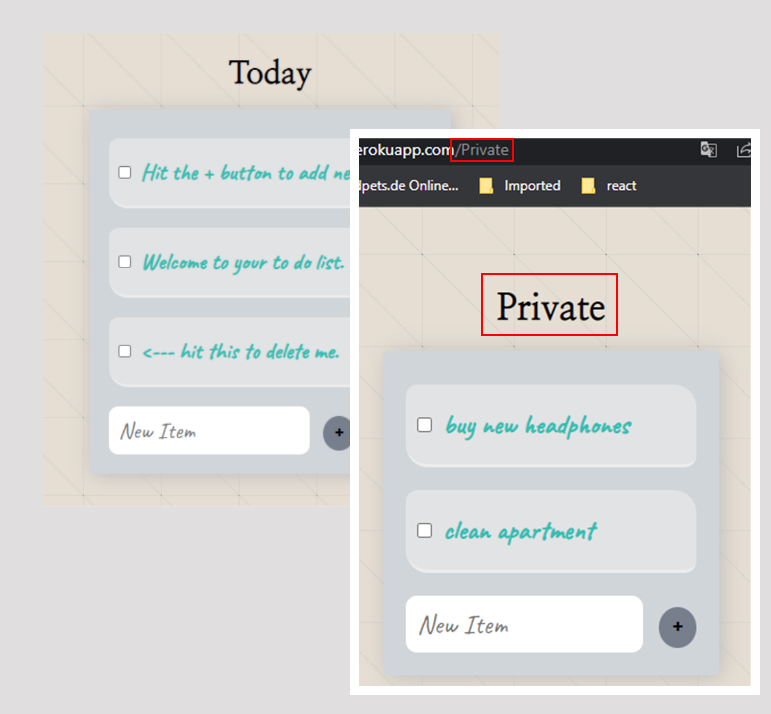 Today
Hit the + button to add ne
Welcome to your to do list.
<--- hit this to delete me.
New Item
+
erokuapp.com/Private
dpets.de Online... Imported react
Private
buy new headphones
clean apartment
New Item
+